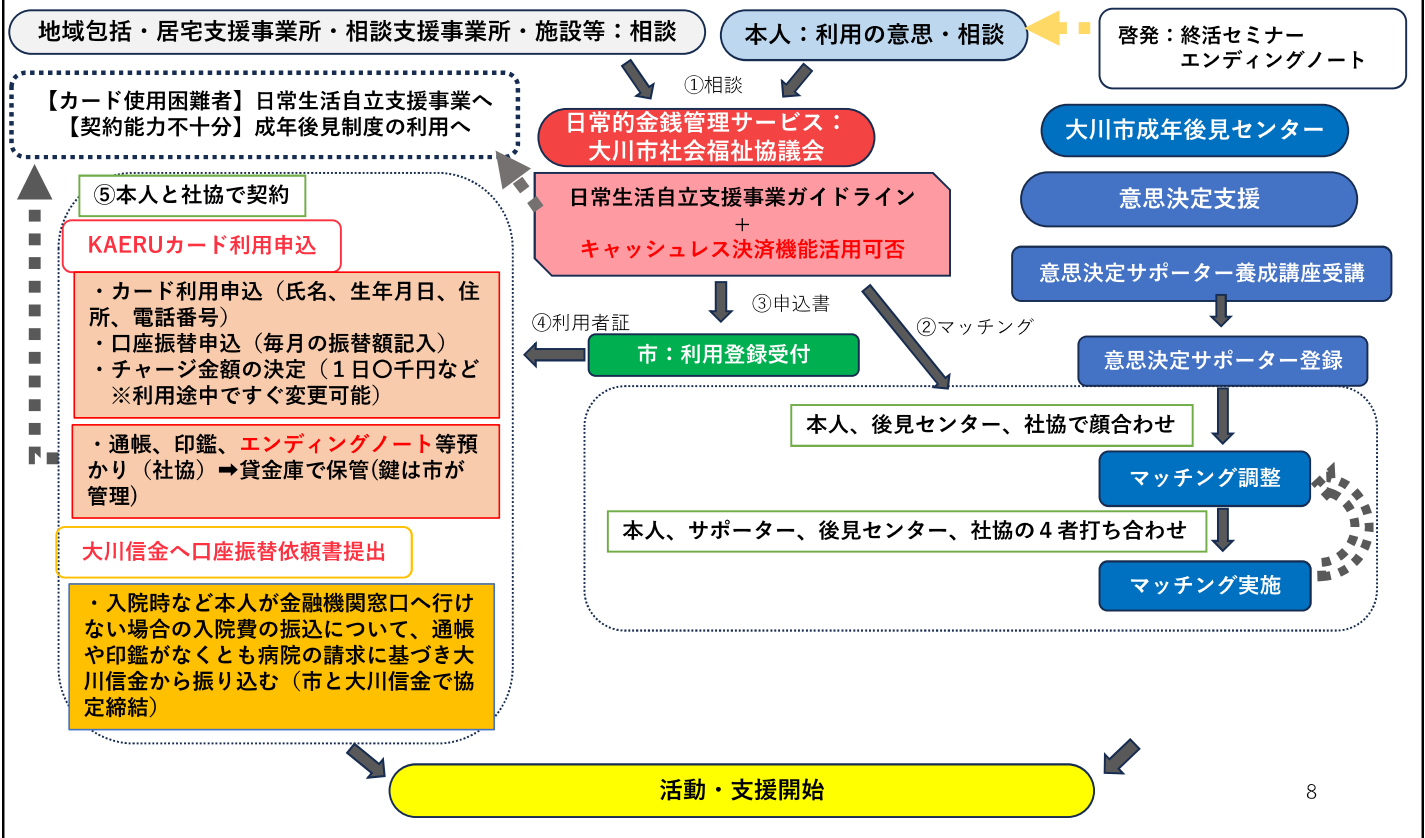 地域包括・居宅支援事業所・相談支援事業所・施設等：相談
本人：利用の意思・相談
啓発：終活セミナー
エンディングノート
①相談
【カード使用困難者】日常生活自立支援事業へ
【契約能力不十分】成年後見制度の利用へ
日常的金銭管理サービス：
大川市社会福祉協議会
大川市成年後見センター
日常生活自立支援事業ガイドライン
+
キャッシュレス決済機能活用可否
意思決定支援
意思決定サポーター養成講座受講
意思決定サポーター登録
③申込書
②マッチング
④利用者証
市：利用登録受付
⑤本人と社協で契約
KAERUカード利用申込
・カード利用申込（氏名、生年月日、住
所、電話番号）
・口座振替申込（毎月の振替額記入）
・チャージ金額の決定（１日〇千円など
※利用途中ですぐ変更可能）
・通帳、印鑑、エンディングノート等預
かり（社協）➡貸金庫で保管(鍵は市が
管理)
大川信金へ口座振替依頼書提出
・入院時など本人が金融機関窓口へ行け
ない場合の入院費の振込について、通帳
や印鑑がなくとも病院の請求に基づき大
川信金から振り込む（市と大川信金で協
定締結）
本人、後見センター、社協で顔合わせ
マッチング調整
本人、サポーター、後見センター、社協の４者打ち合わせ
マッチング実施
活動・支援開始
8